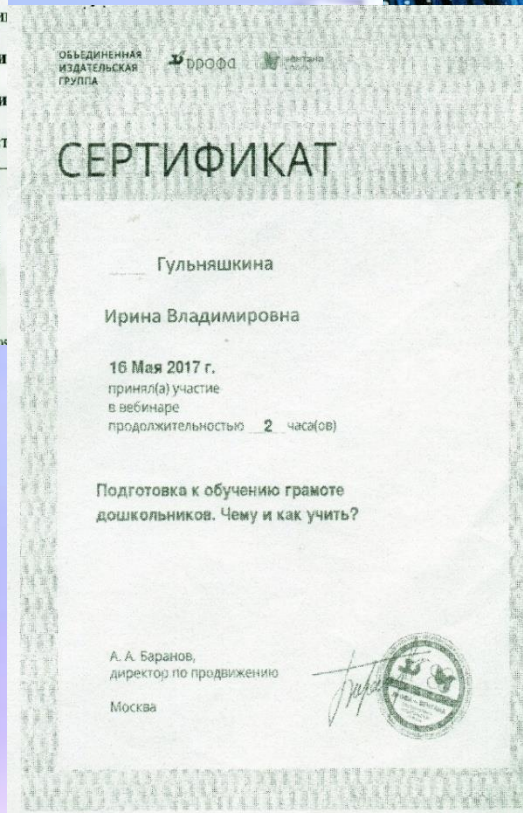 ОБЪЕДИНЕННАЯ
ИЗДАТЕЛЬСКАЯ
ГРУППА
дрофа
СЕРТИФИКАТ
Гульняшкина
Ирина Владимировна
16 Мая 2017 г.
принял(а) участие
в вебинаре
продолжительностью 2 часа(ов)
Подготовка к обучению грамоте
дошкольников. Чему и как учить?
А. А. Баранов,
директор по продвижению
Москва